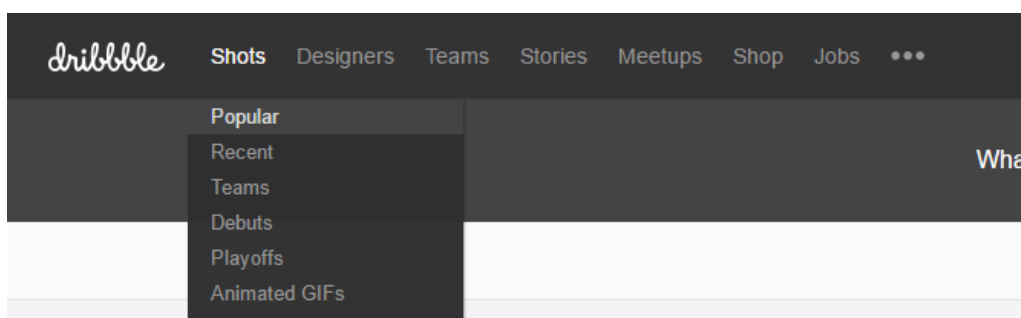 dribbble Shots Designers Teams Stories Meetups Shop Jobs •••
Popular
Recent
Teams
Debuts
Playoffs
Animated GIFs